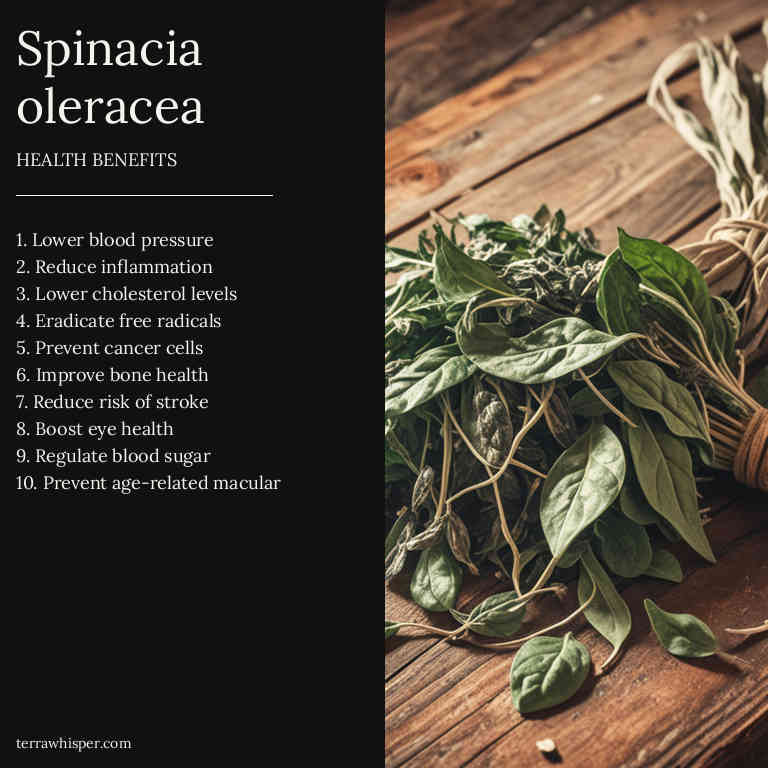 Spinacia
oleracea
HEALTH BENEFITS
1. Lower blood pressure
2. Reduce inflammation
3. Lower cholesterol levels
4. Eradicate free radicals
5. Prevent cancer cells
6. Improve bone health
7. Reduce risk of stroke
8. Boost eye health
9. Regulate blood sugar
10. Prevent age-related macular
terrawhisper.com